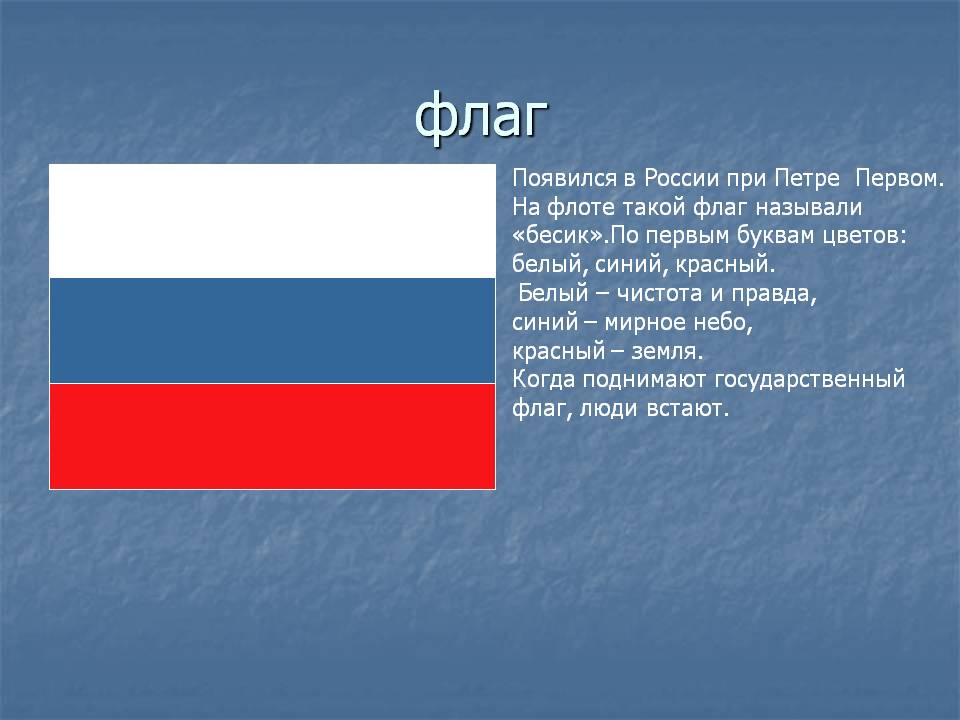 флаг
Появился в России при Петре  Первом.
На флоте такой флаг называли
«бесик».По первым буквам цветов:
белый, синий, красный.
Белый – чистота и правда,
синий – мирное небо,
красный – земля.
Когда поднимают государственный
флаг, люди встают.